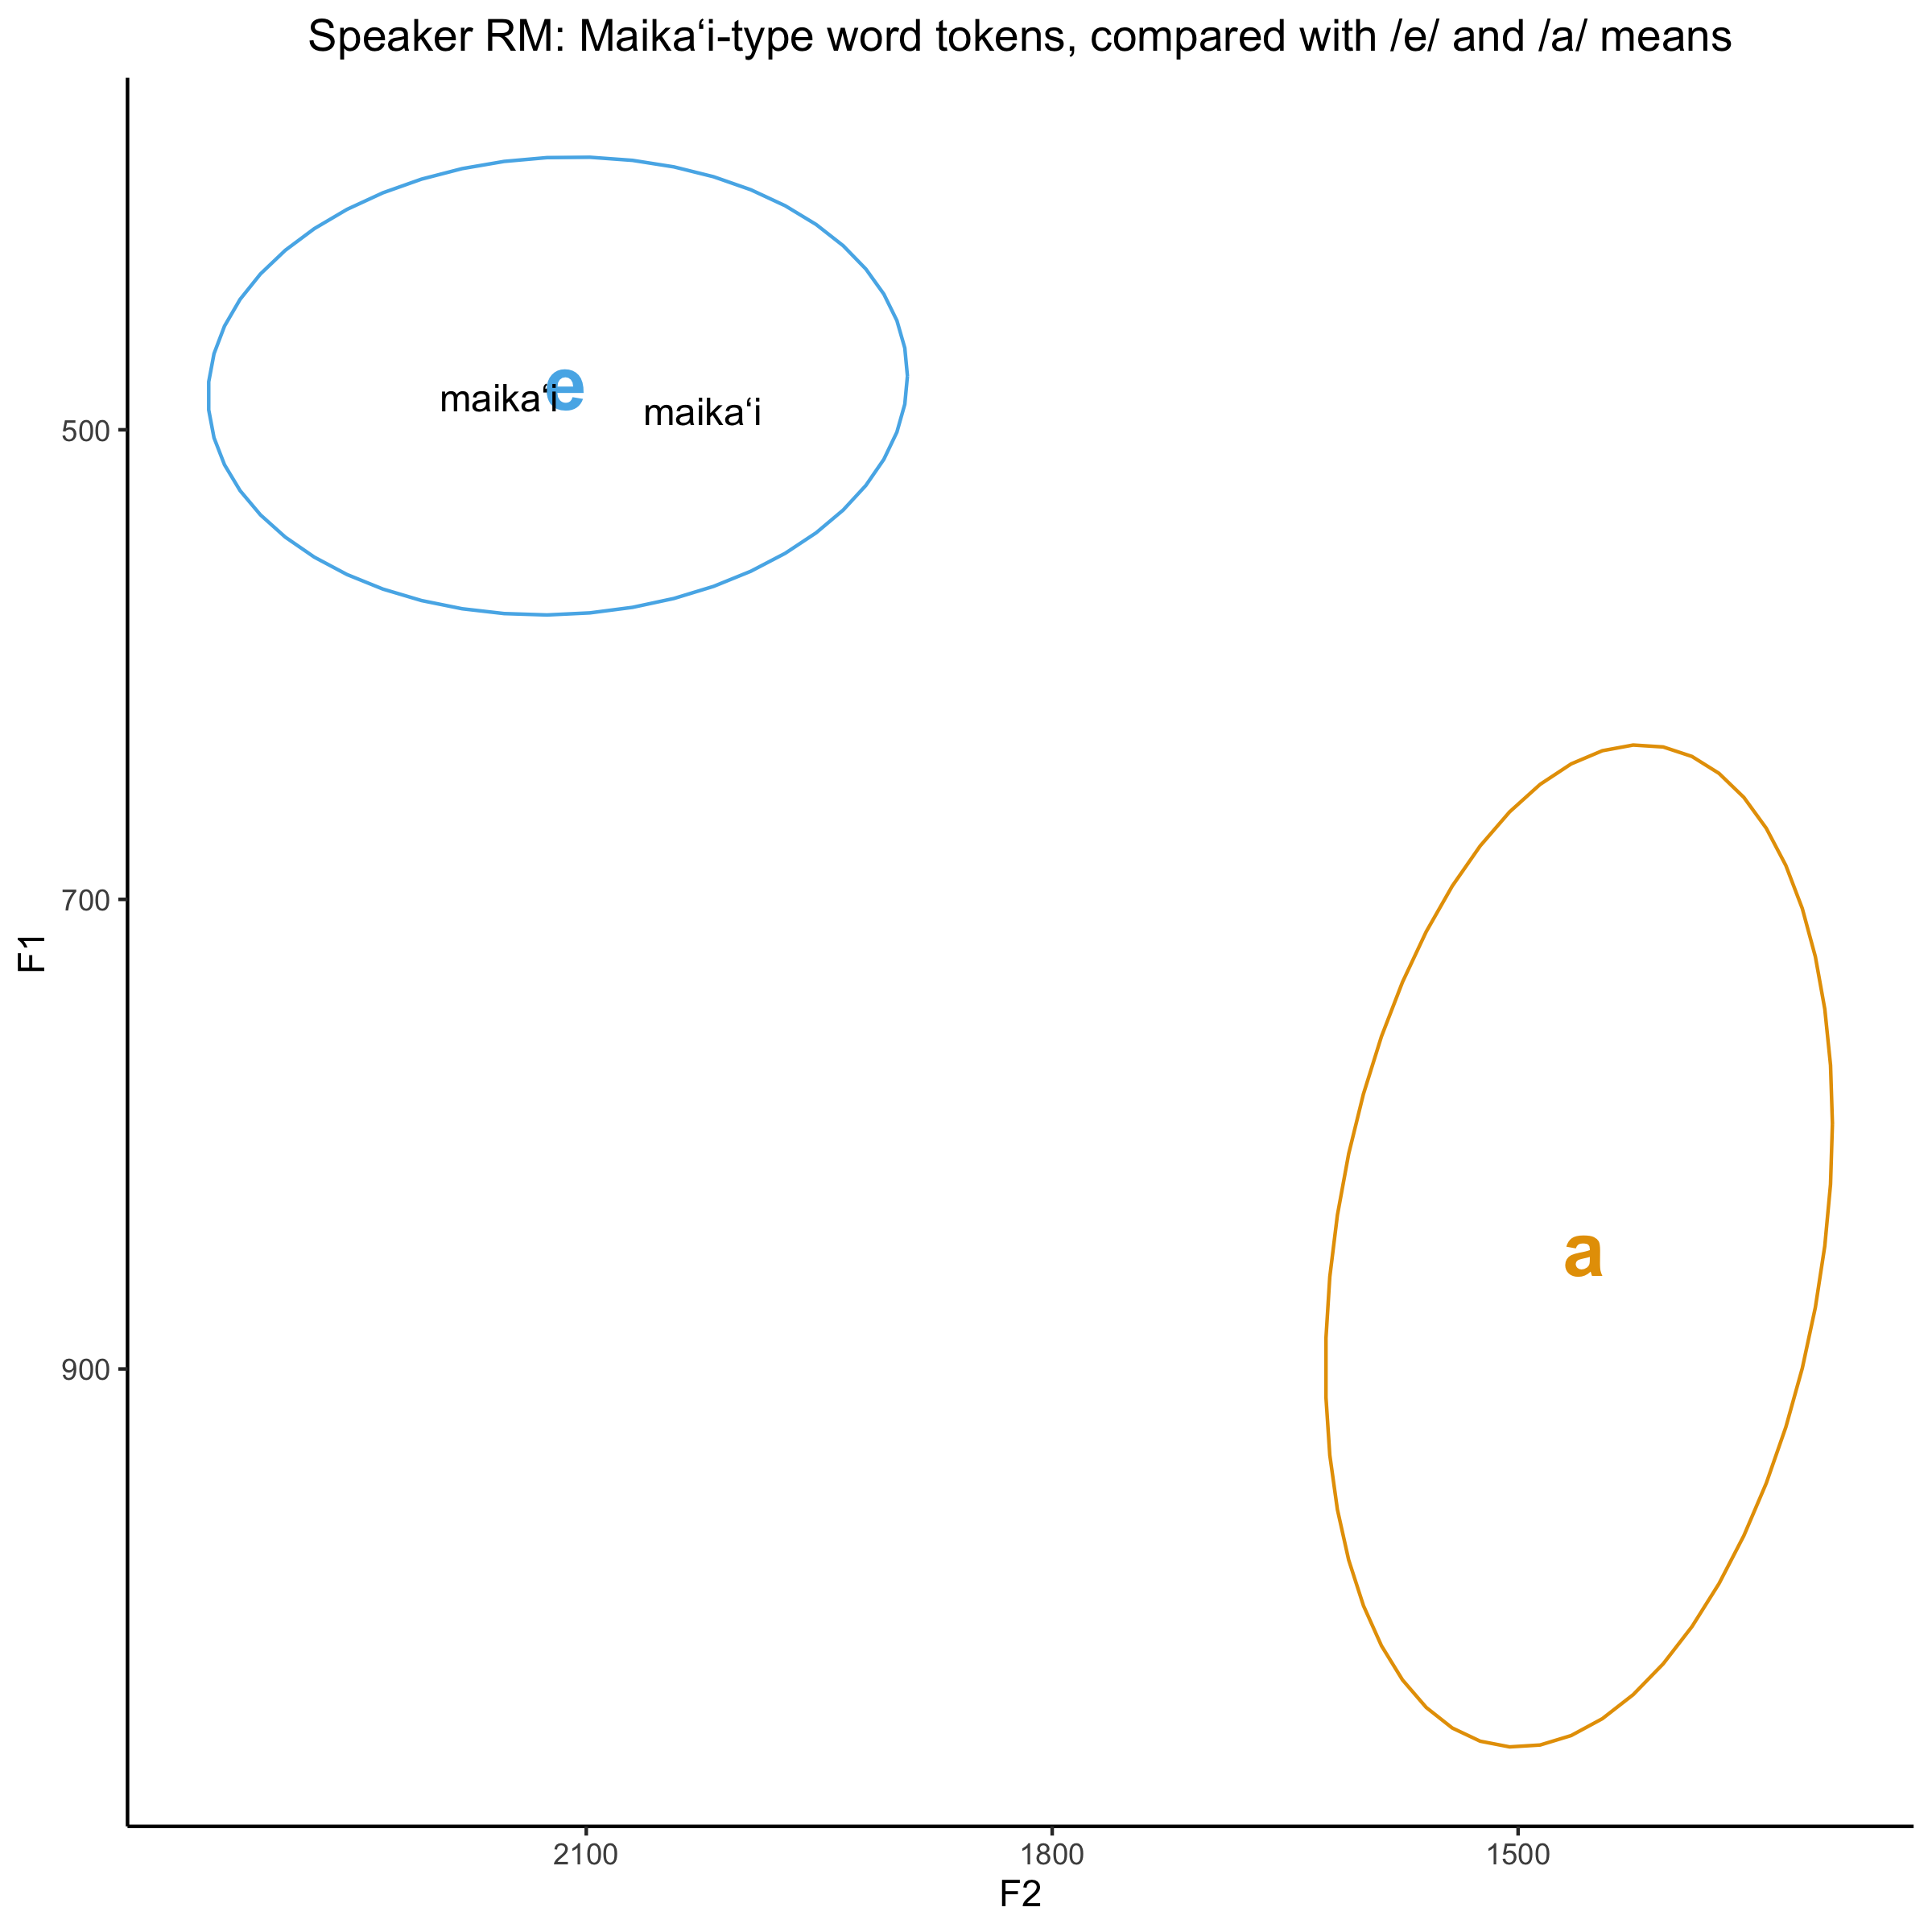 Speaker RM: Maikaʻi-type word tokens, compared with /e/ and /a/ means
e
maikaʻi
maikaʻi
500
700
F1
a
900
2100 1800 1500
F2